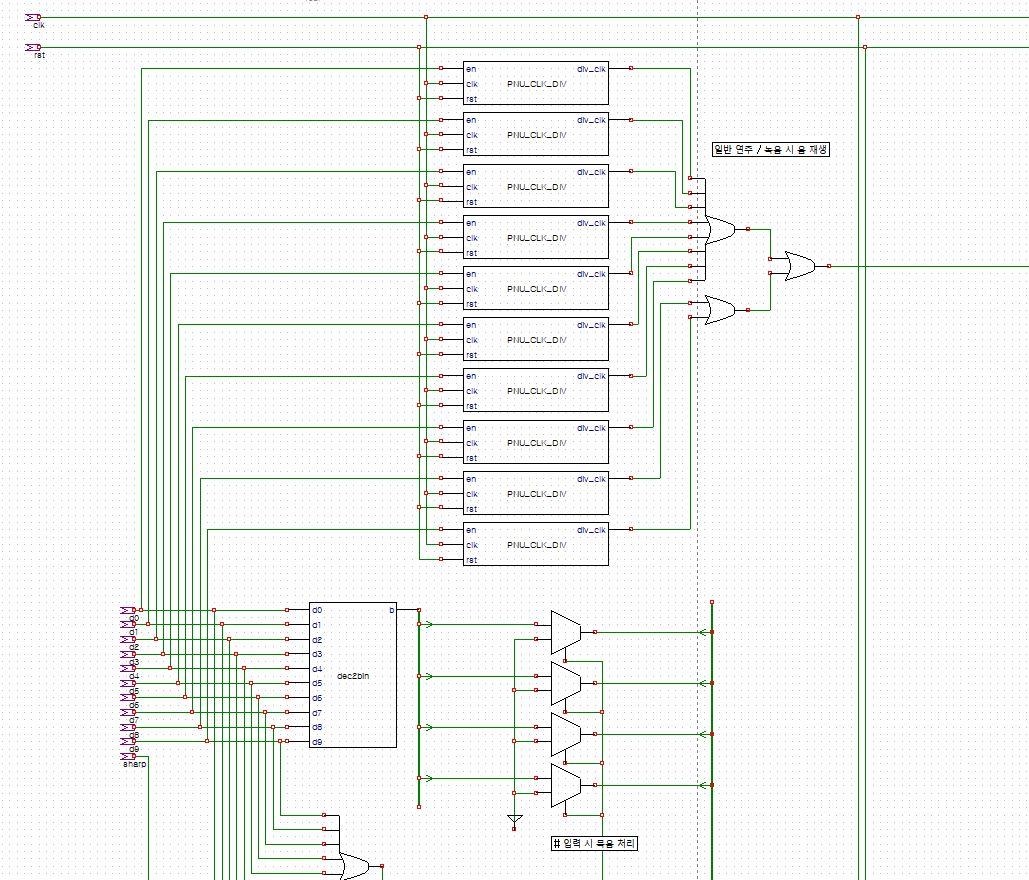 clk
rst
en div_clk
clk PNU_CLK_DIV
rst
en div_clk
clk PNU_CLK_DIV
rst
일반 연주 / 녹음 시 음 재생
en div_clk
clk PNU_CLK_DIV
rst
en div_clk
clk PNU_CLK_DIV
rst
en div_clk
clk PNU_CLK_DIV
rst
en div_clk
clk PNU_CLK_DIV
rst
en div_clk
clk PNU_CLK_DIV
rst
en div_clk
clk PNU_CLK_DIV
rst
en div_clk
clk PNU_CLK_DIV
rst
en div_clk
clk PNU_CLK_DIV
rst
d0
d1
d2
d3
d4
d5
d6
d7
d8
d9
sharp
d0 b
d1
d2
d3
d4
d5
d6
d7
d8
d9
dec2bin
# 입력 시 묵음 처리